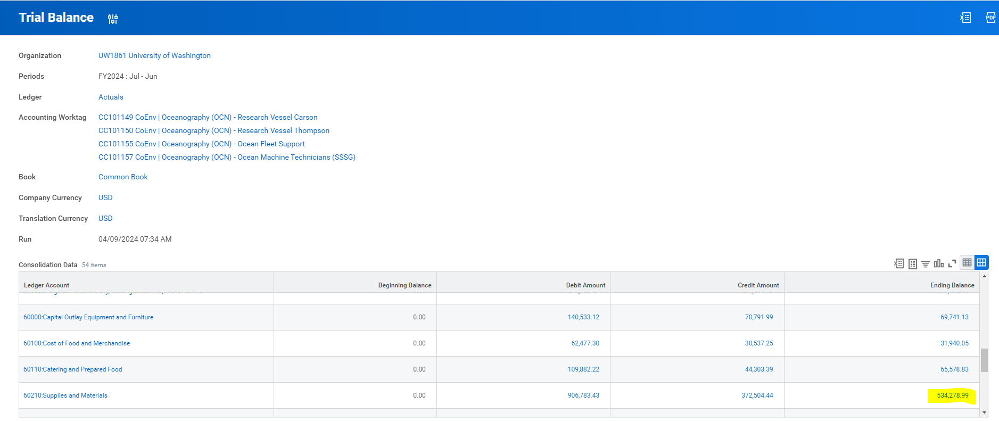 Trial Balance
X
PDF
Organization UW1861 University of Washington
Periods FY2024 : Jul - Jun
Ledger Actuals
Accounting Worktag CC101149 CoEnv | Oceanography (OCN) - Research Vessel Carson
CC101150 CoEnv | Oceanography (OCN) - Research Vessel Thompson
CC101155 CoEnv | Oceanography (OCN) - Ocean Fleet Support
CC101157 CoEnv | Oceanography (OCN) - Ocean Machine Technicians (SSSG)
Book Common Book
Company Currency USD
Translation Currency USD
Run 04/09/2024 07:34 AM
Consolidation Data 54 items
Ledger Account Beginning Balance Debit Amount Credit Amount Ending Balance
60000:Capital Outlay Equipment and Furniture 0.00 140,533.12 70,791.99 69,741.13
60100:Cost of Food and Merchandise 0.00 62,477.30 30,537.25 31,940.05
60110:Catering and Prepared Food 0.00 109,882.22 44,303.39 65,578.83
60210:Supplies and Materials 0.00 906,783.43 372,504.44 534,278.99